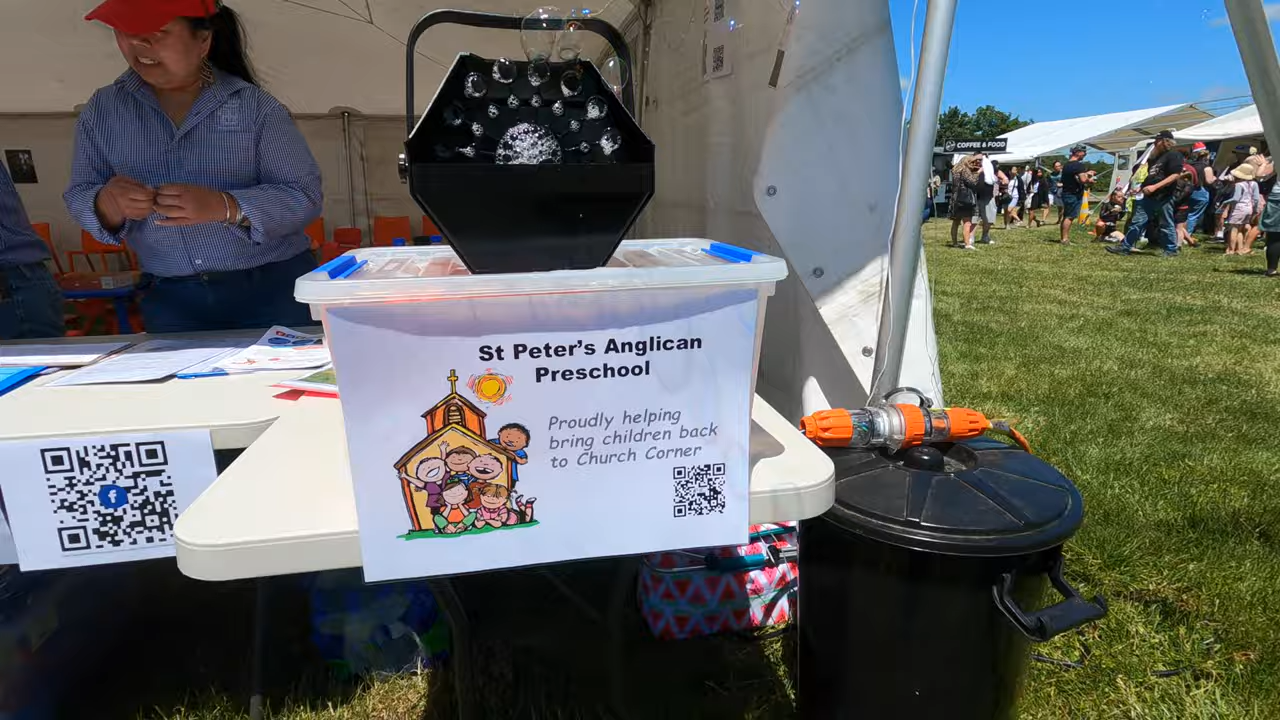 COFFEE & FOOD
St Peter's Anglican
Preschool
Proudly helping
bring children back
to Church Corner
f